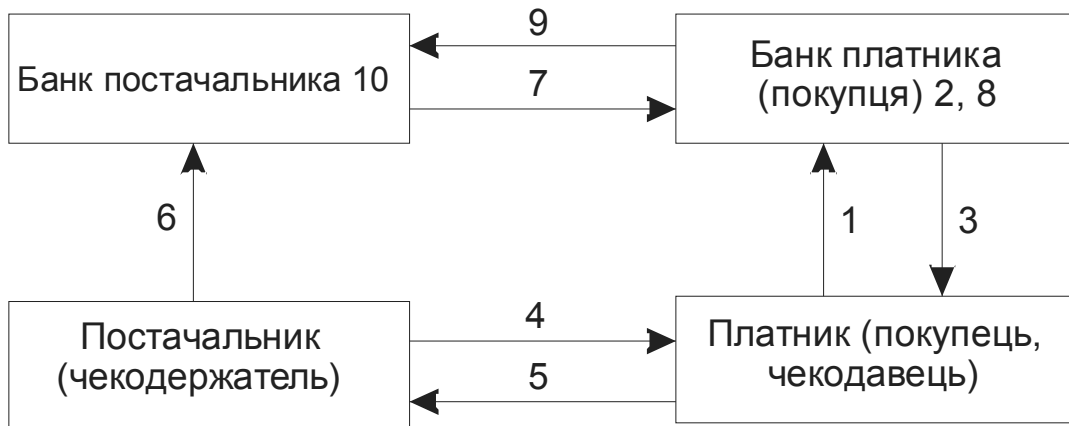 9
Банк постачальника 10
7
Банк платника
(покупця) 2, 8
6
1
3
Постачальник
(чекодержатель)
4
5
Платник (покупець,
чекодавець)